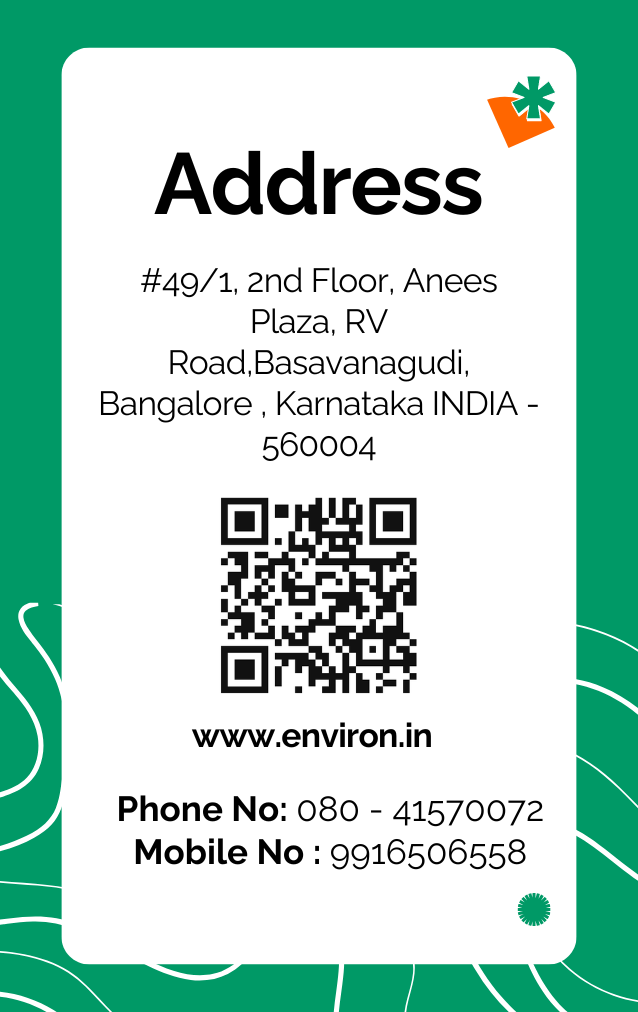 Address
#49/1, 2nd Floor, Anees
Plaza, RV
Road,Basavanagudi,
Bangalore , Karnataka INDIA -
560004
www.environ.in
Phone No: 080 - 41570072
Mobile No : 9916506558